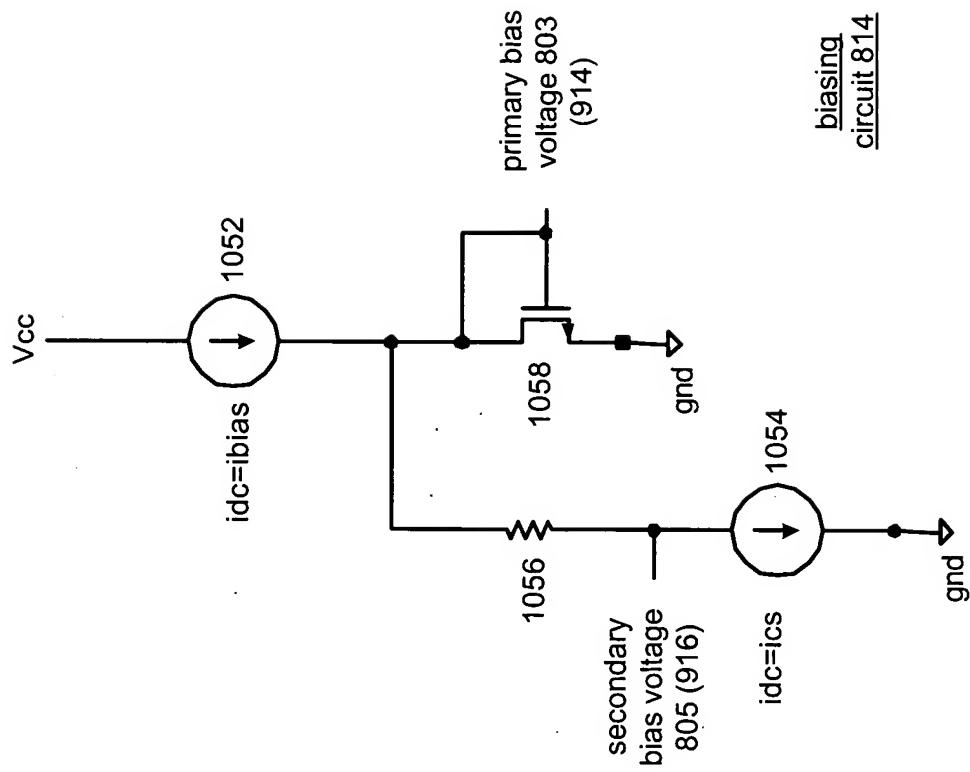 Vcc
1052
idc=ibias
primary bias
voltage 803
(914)
1058
gnd
1056
secondary
bias voltage
805 (916)
1054
idc=ics
gnd
biasing
circuit 814